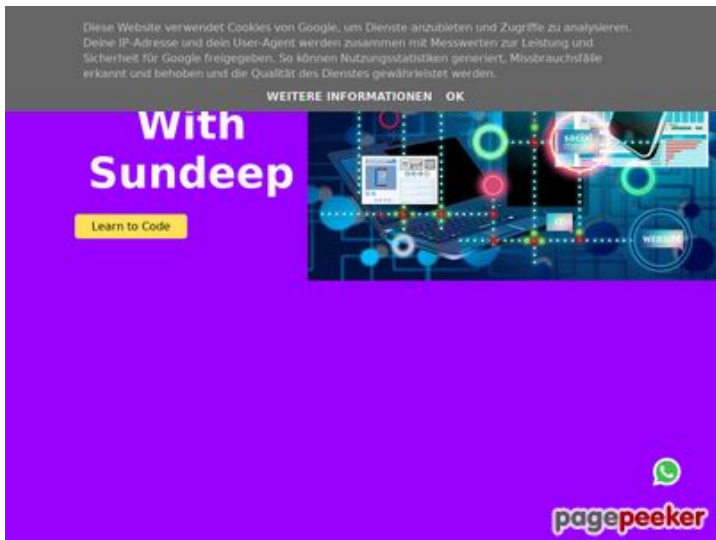 Diese Website verwendet Cookies von Google, um Dienste anzubieten und Zugriffe zu analysieren.
Deine IP-Adresse und dein User-Agent werden zusammen mit Messwerten zur Leistung und
Sicherheit für Google freigegeben. So können Nutzungsstatistiken generiert, Missbrauchsfälle
erkannt und behoben und die Qualität des Dienstes gewährleistet werden.
WEITERE INFORMATIONEN OK
With
Sundeep
Learn to Code
social
WEBSITE
pagepeeker